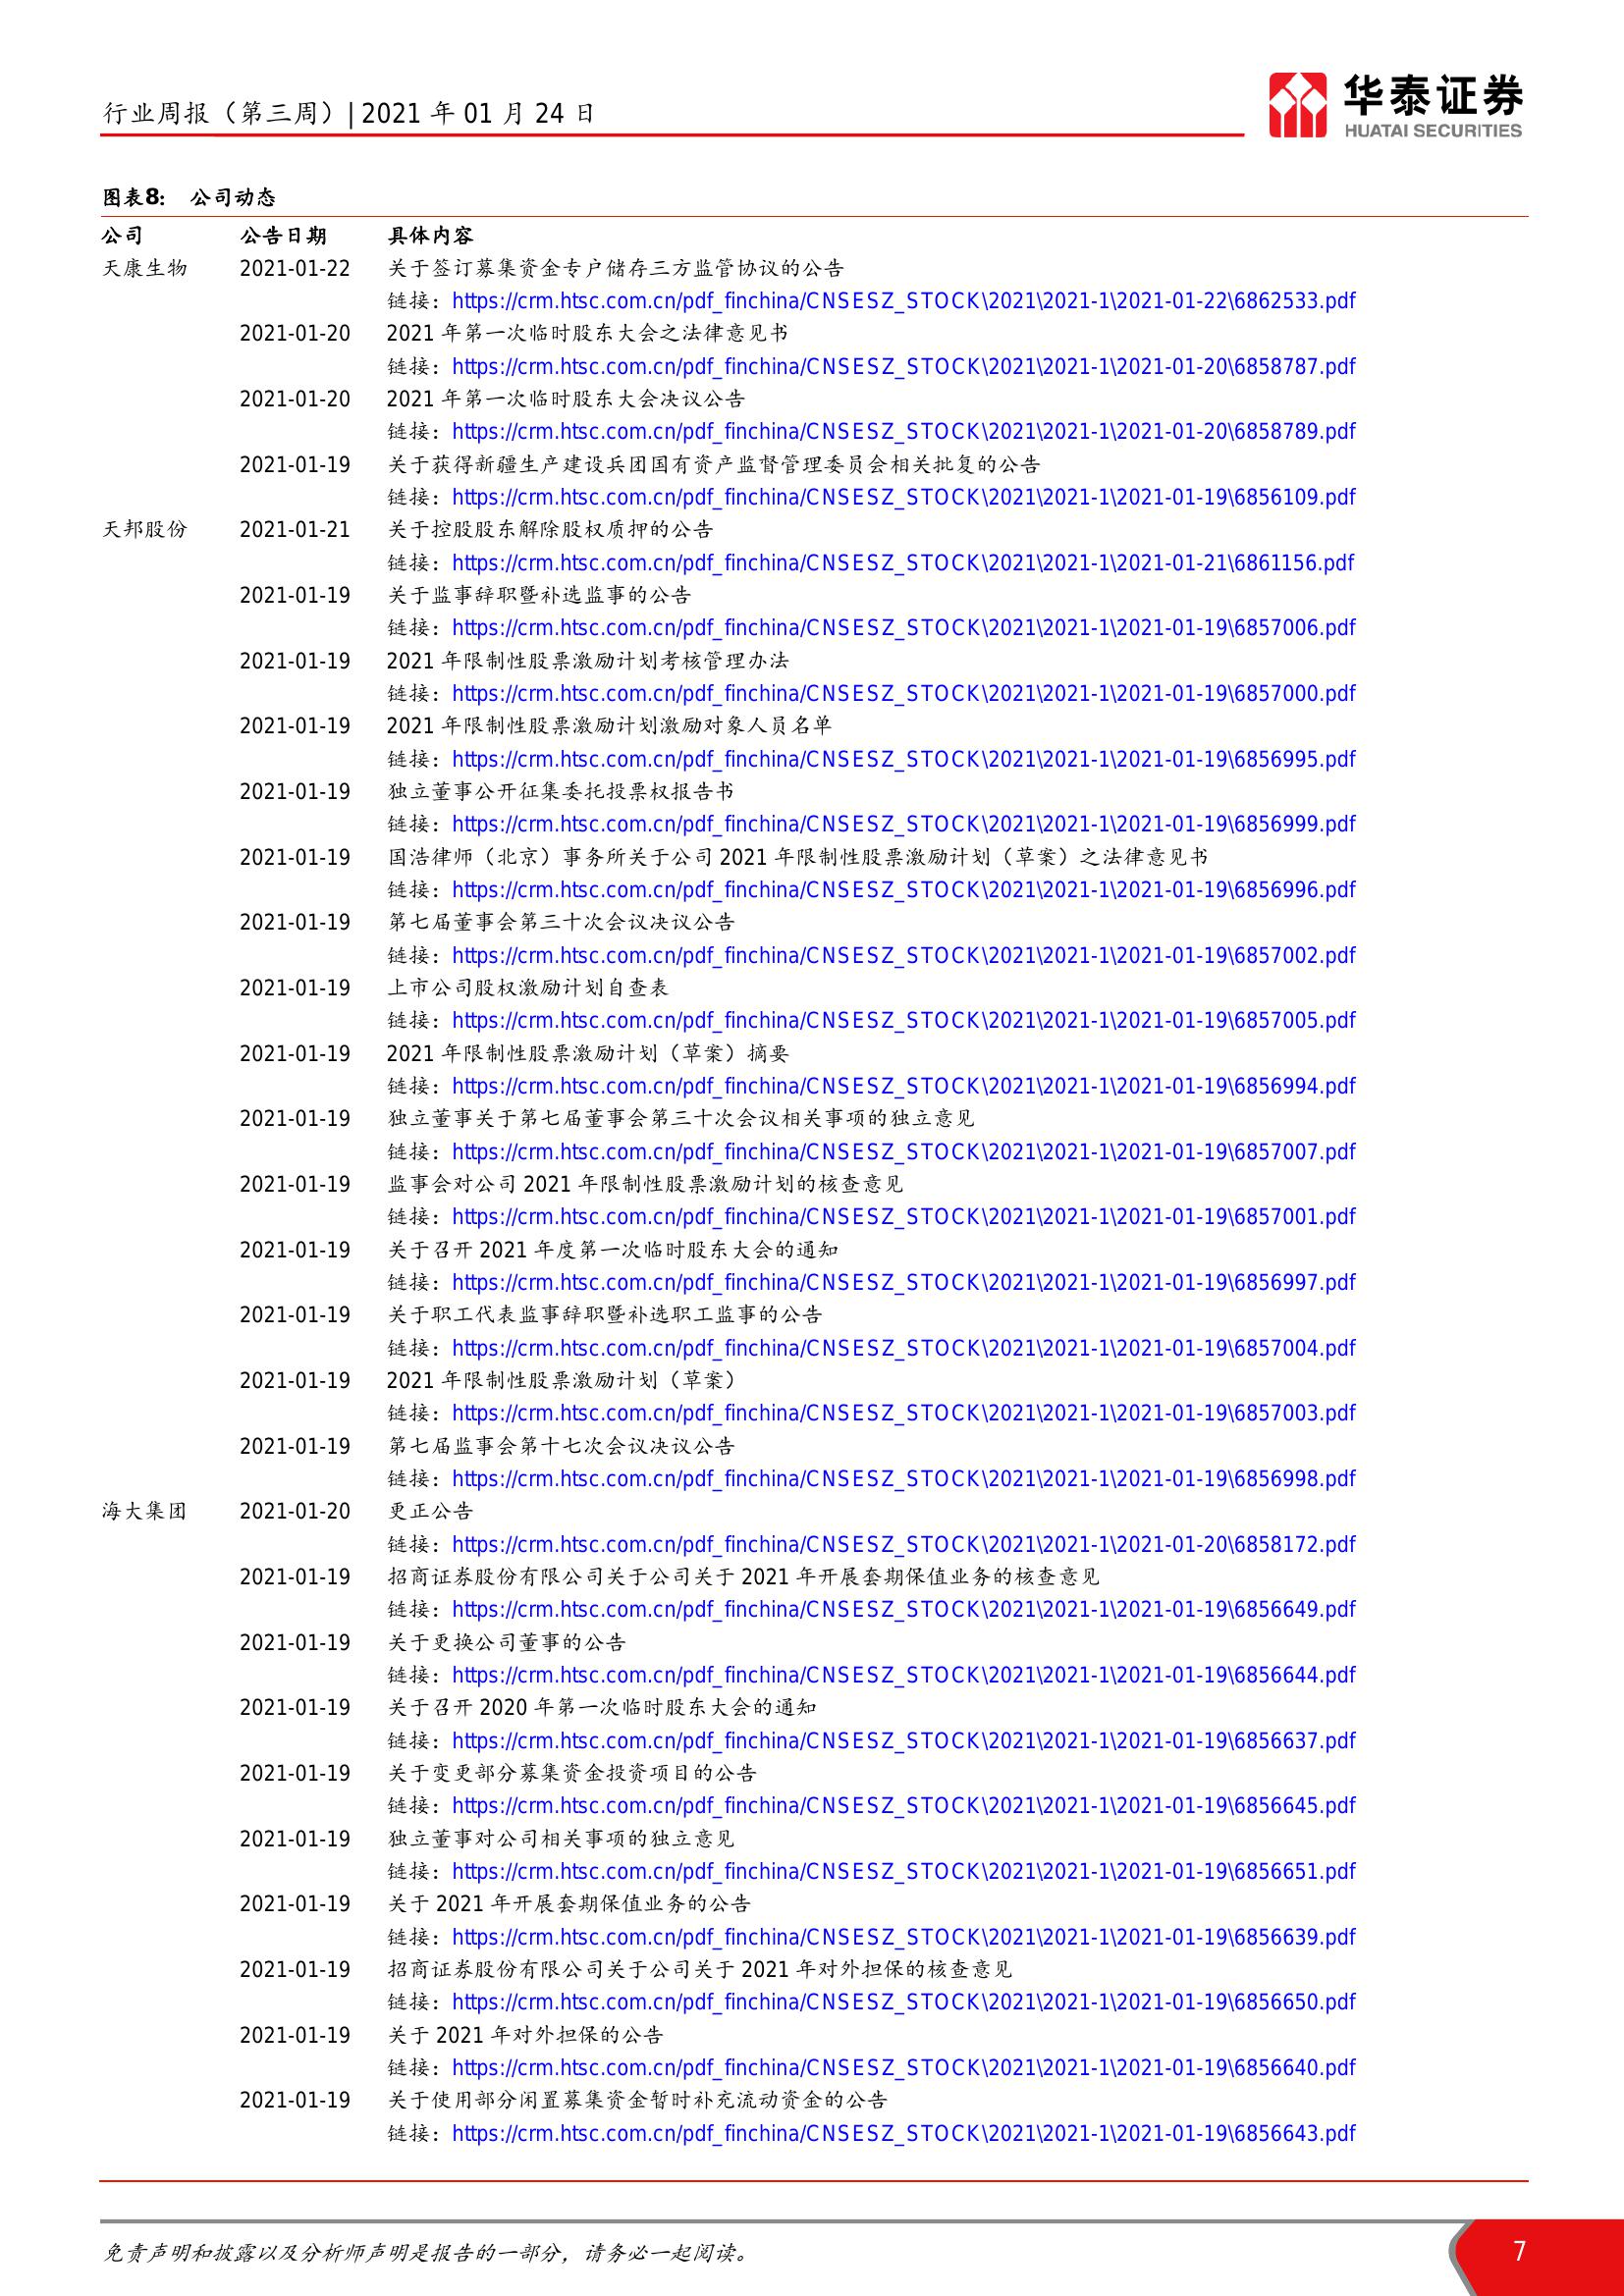 行业周报（第三周）| 2021 年 01 月 24 日
华泰证券
HUATAI SECURITIES
图表8： 公司动态
公司 公告日期 具体内容
天康生物 2021-01-22 关于签订募集资金专户储存三方监管协议的公告
链接：https://crm.htsc.com.cn/pdf_finchina/CNSESZ_STOCK\2021\2021-1\2021-01-22\6862533.pdf
2021-01-20 2021 年第一次临时股东大会之法律意见书
链接：https://crm.htsc.com.cn/pdf_finchina/CNSESZ_STOCK\2021\2021-1\2021-01-20\6858787.pdf
2021-01-20 2021 年第一次临时股东大会决议公告
链接：https://crm.htsc.com.cn/pdf_finchina/CNSESZ_STOCK\2021\2021-1\2021-01-20\6858789.pdf
2021-01-19 关于获得新疆生产建设兵团国有资产监督管理委员会相关批复的公告
链接：https://crm.htsc.com.cn/pdf_finchina/CNSESZ_STOCK\2021\2021-1\2021-01-19\6856109.pdf
天邦股份 2021-01-21 关于控股股东解除股权质押的公告
链接：https://crm.htsc.com.cn/pdf_finchina/CNSESZ_STOCK\2021\2021-1\2021-01-21\6861156.pdf
2021-01-19 关于监事辞职暨补选监事的公告
链接：https://crm.htsc.com.cn/pdf_finchina/CNSESZ_STOCK\2021\2021-1\2021-01-19\6857006.pdf
2021-01-19 2021 年限制性股票激励计划考核管理办法
链接：https://crm.htsc.com.cn/pdf_finchina/CNSESZ_STOCK\2021\2021-1\2021-01-19\6857000.pdf
2021-01-19 2021 年限制性股票激励计划激励对象人员名单
链接：https://crm.htsc.com.cn/pdf_finchina/CNSESZ_STOCK\2021\2021-1\2021-01-19\6856995.pdf
2021-01-19 独立董事公开征集委托投票权报告书
链接：https://crm.htsc.com.cn/pdf_finchina/CNSESZ_STOCK\2021\2021-1\2021-01-19\6856999.pdf
2021-01-19 国浩律师（北京）事务所关于公司 2021 年限制性股票激励计划（草案）之法律意见书
链接：https://crm.htsc.com.cn/pdf_finchina/CNSESZ_STOCK\2021\2021-1\2021-01-19\6856996.pdf
2021-01-19 第七届董事会第三十次会议决议公告
链接：https://crm.htsc.com.cn/pdf_finchina/CNSESZ_STOCK\2021\2021-1\2021-01-19\6857002.pdf
2021-01-19 上市公司股权激励计划自查表
链接：https://crm.htsc.com.cn/pdf_finchina/CNSESZ_STOCK\2021\2021-1\2021-01-19\6857005.pdf
2021-01-19 2021 年限制性股票激励计划（草案）摘要
链接：https://crm.htsc.com.cn/pdf_finchina/CNSESZ_STOCK\2021\2021-1\2021-01-19\6856994.pdf
2021-01-19 独立董事关于第七届董事会第三十次会议相关事项的独立意见
链接：https://crm.htsc.com.cn/pdf_finchina/CNSESZ_STOCK\2021\2021-1\2021-01-19\6857007.pdf
2021-01-19 监事会对公司 2021 年限制性股票激励计划的核查意见
链接：https://crm.htsc.com.cn/pdf_finchina/CNSESZ_STOCK\2021\2021-1\2021-01-19\6857001.pdf
2021-01-19 关于召开 2021 年度第一次临时股东大会的通知
链接：https://crm.htsc.com.cn/pdf_finchina/CNSESZ_STOCK\2021\2021-1\2021-01-19\6856997.pdf
2021-01-19 关于职工代表监事辞职暨补选职工监事的公告
链接：https://crm.htsc.com.cn/pdf_finchina/CNSESZ_STOCK\2021\2021-1\2021-01-19\6857004.pdf
2021-01-19 2021 年限制性股票激励计划（草案）
链接：https://crm.htsc.com.cn/pdf_finchina/CNSESZ_STOCK\2021\2021-1\2021-01-19\6857003.pdf
2021-01-19 第七届监事会第十七次会议决议公告
链接：https://crm.htsc.com.cn/pdf_finchina/CNSESZ_STOCK\2021\2021-1\2021-01-19\6856998.pdf
海大集团 2021-01-20 更正公告
链接：https://crm.htsc.com.cn/pdf_finchina/CNSESZ_STOCK\2021\2021-1\2021-01-20\6858172.pdf
2021-01-19 招商证券股份有限公司关于公司关于 2021 年开展套期保值业务的核查意见
链接：https://crm.htsc.com.cn/pdf_finchina/CNSESZ_STOCK\2021\2021-1\2021-01-19\6856649.pdf
2021-01-19 关于更换公司董事的公告
链接：https://crm.htsc.com.cn/pdf_finchina/CNSESZ_STOCK\2021\2021-1\2021-01-19\6856644.pdf
2021-01-19 关于召开 2020 年第一次临时股东大会的通知
链接：https://crm.htsc.com.cn/pdf_finchina/CNSESZ_STOCK\2021\2021-1\2021-01-19\6856637.pdf
2021-01-19 关于变更部分募集资金投资项目的公告
链接：https://crm.htsc.com.cn/pdf_finchina/CNSESZ_STOCK\2021\2021-1\2021-01-19\6856645.pdf
2021-01-19 独立董事对公司相关事项的独立意见
链接：https://crm.htsc.com.cn/pdf_finchina/CNSESZ_STOCK\2021\2021-1\2021-01-19\6856651.pdf
2021-01-19 关于 2021 年开展套期保值业务的公告
链接：https://crm.htsc.com.cn/pdf_finchina/CNSESZ_STOCK\2021\2021-1\2021-01-19\6856639.pdf
2021-01-19 招商证券股份有限公司关于公司关于 2021 年对外担保的核查意见
链接：https://crm.htsc.com.cn/pdf_finchina/CNSESZ_STOCK\2021\2021-1\2021-01-19\6856650.pdf
2021-01-19 关于 2021 年对外担保的公告
链接：https://crm.htsc.com.cn/pdf_finchina/CNSESZ_STOCK\2021\2021-1\2021-01-19\6856640.pdf
2021-01-19 关于使用部分闲置募集资金暂时补充流动资金的公告
链接：https://crm.htsc.com.cn/pdf_finchina/CNSESZ_STOCK\2021\2021-1\2021-01-19\6856643.pdf
免责声明和披露以及分析师声明是报告的一部分，请务必一起阅读。
7